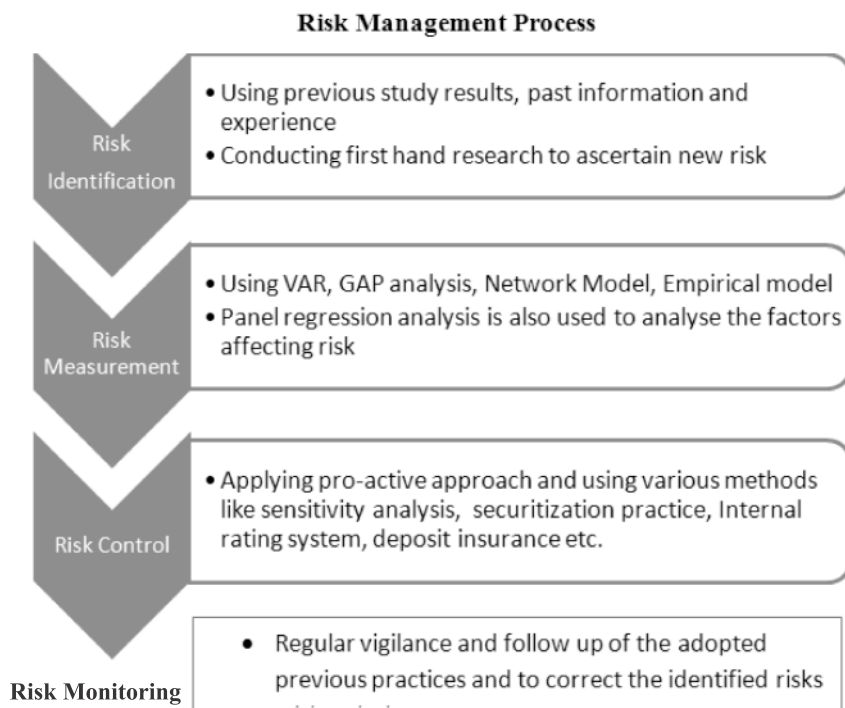 Risk Management Process
Risk
Identification
• Using previous study results, past information and
experience
• Conducting first hand research to ascertain new risk
Risk
Measurement
• Using VAR, GAP analysis, Network Model, Empirical model
• Panel regression analysis is also used to analyse the factors
affecting risk
Risk Control
• Applying pro-active approach and using various methods
like sensitivity analysis, securitization practice, Internal
rating system, deposit insurance etc.
Risk Monitoring
• Regular vigilance and follow up of the adopted
previous practices and to correct the identified risks